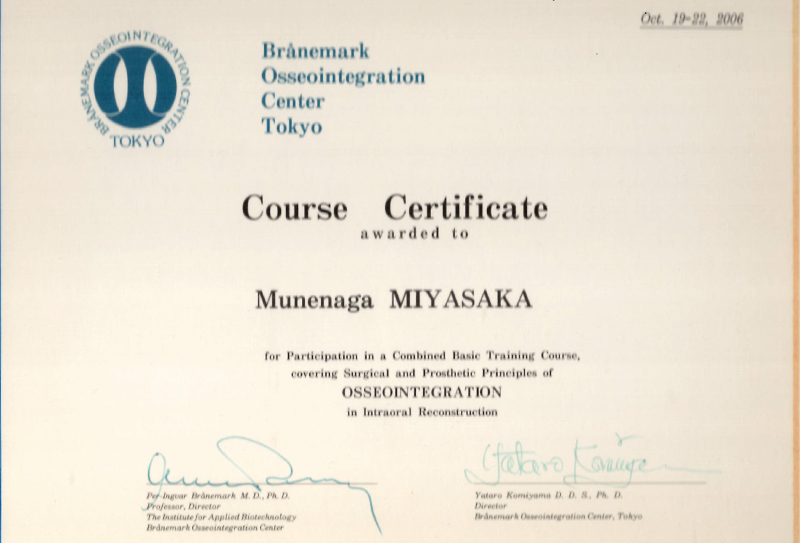 Oct. 19-22, 2006
BRÅNEMARK OSSEOINTEGRATION CENTER
TOKYO
Brånemark
Osseointegration
Center
Tokyo
Course Certificate
awarded to
Munenaga MIYASAKA
for Participation in a Combined Basic Training Course,
covering Surgical and Prosthetic Principles of
OSSEOINTEGRATION
in Intraoral Reconstruction
Yataro Komiya
Per-Ingvar Brånemark M. D., Ph. D.
Professor, Director
The Institute for Applied Biotechnology
Brånemark Osseointegration Center
Yataro Komiyama D. D. S., Ph. D.
Director
Brånemark Osseointegration Center, Tokyo